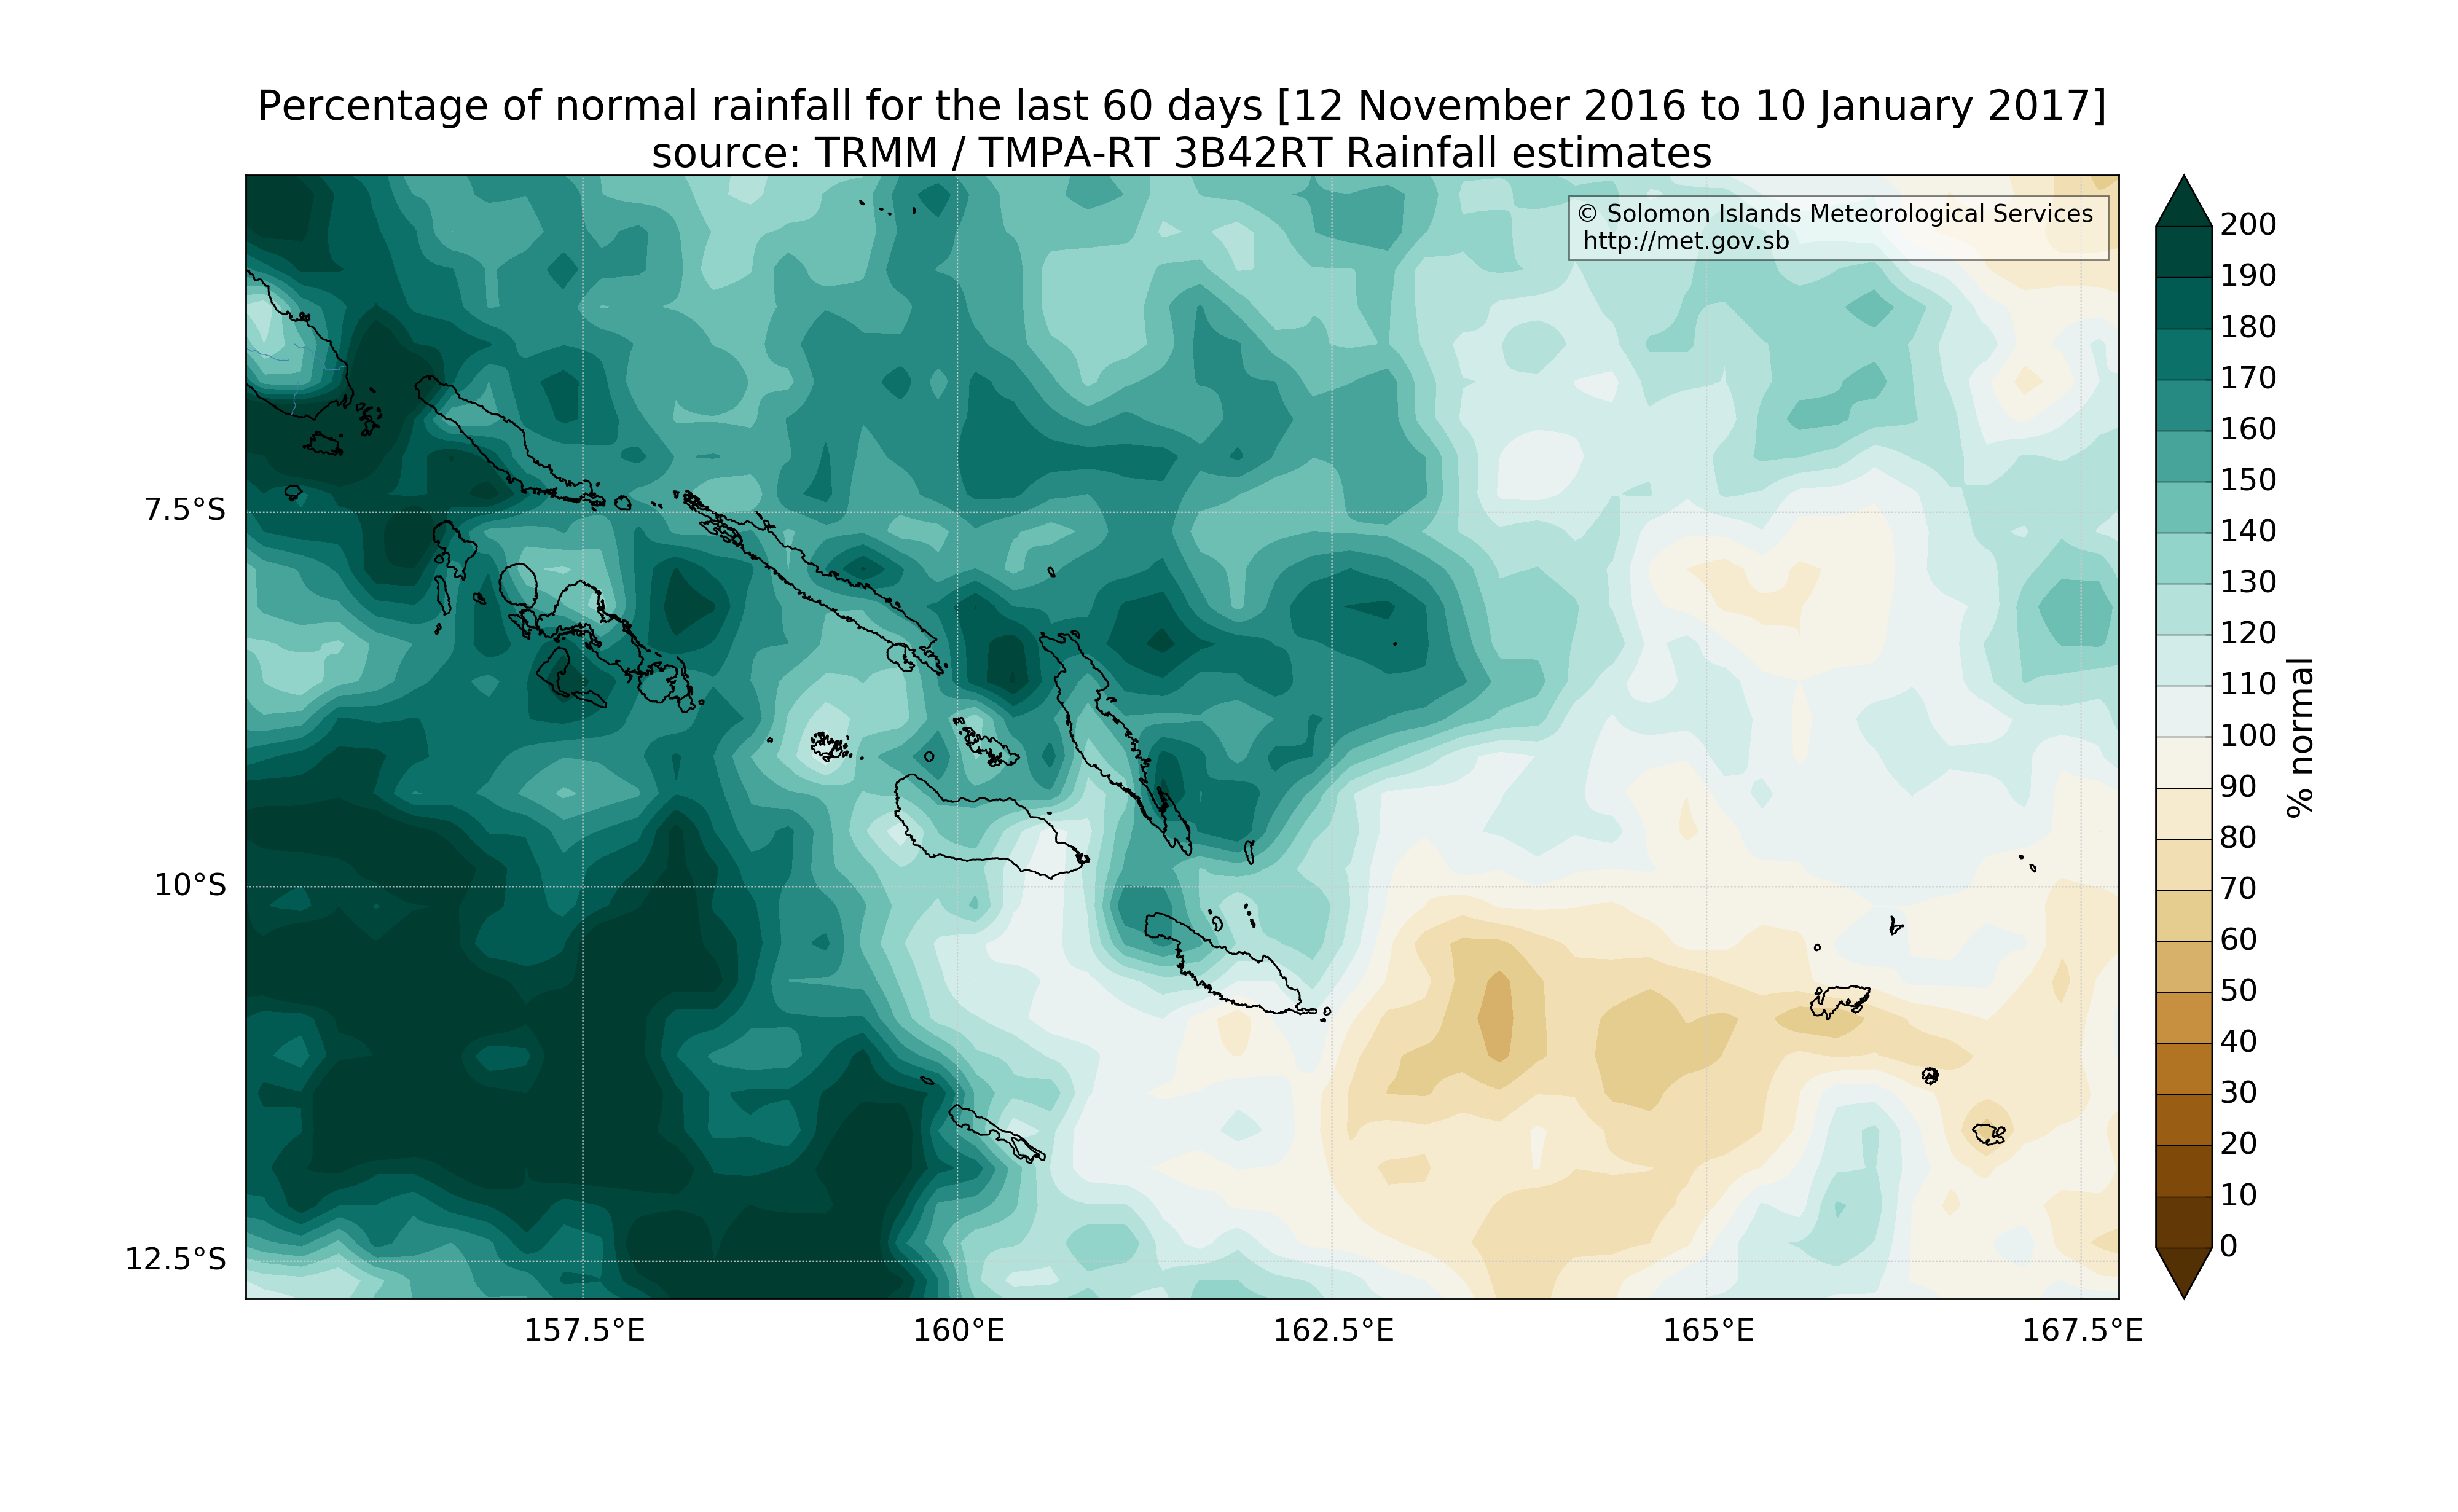 Percentage of normal rainfall for the last 60 days [12 November 2016 to 10 January 2017]
source: TRMM / TMPA-RT 3B42RT Rainfall estimates
© Solomon Islands Meteorological Services
http://met.gov.sb
7.5°S
10°S
12.5°S
157.5°E
160°E
162.5°E
165°E
167.5°E
200
190
180
170
160
150
140
130
120
110
100
90
80
70
60
50
40
30
20
10
0
% normal